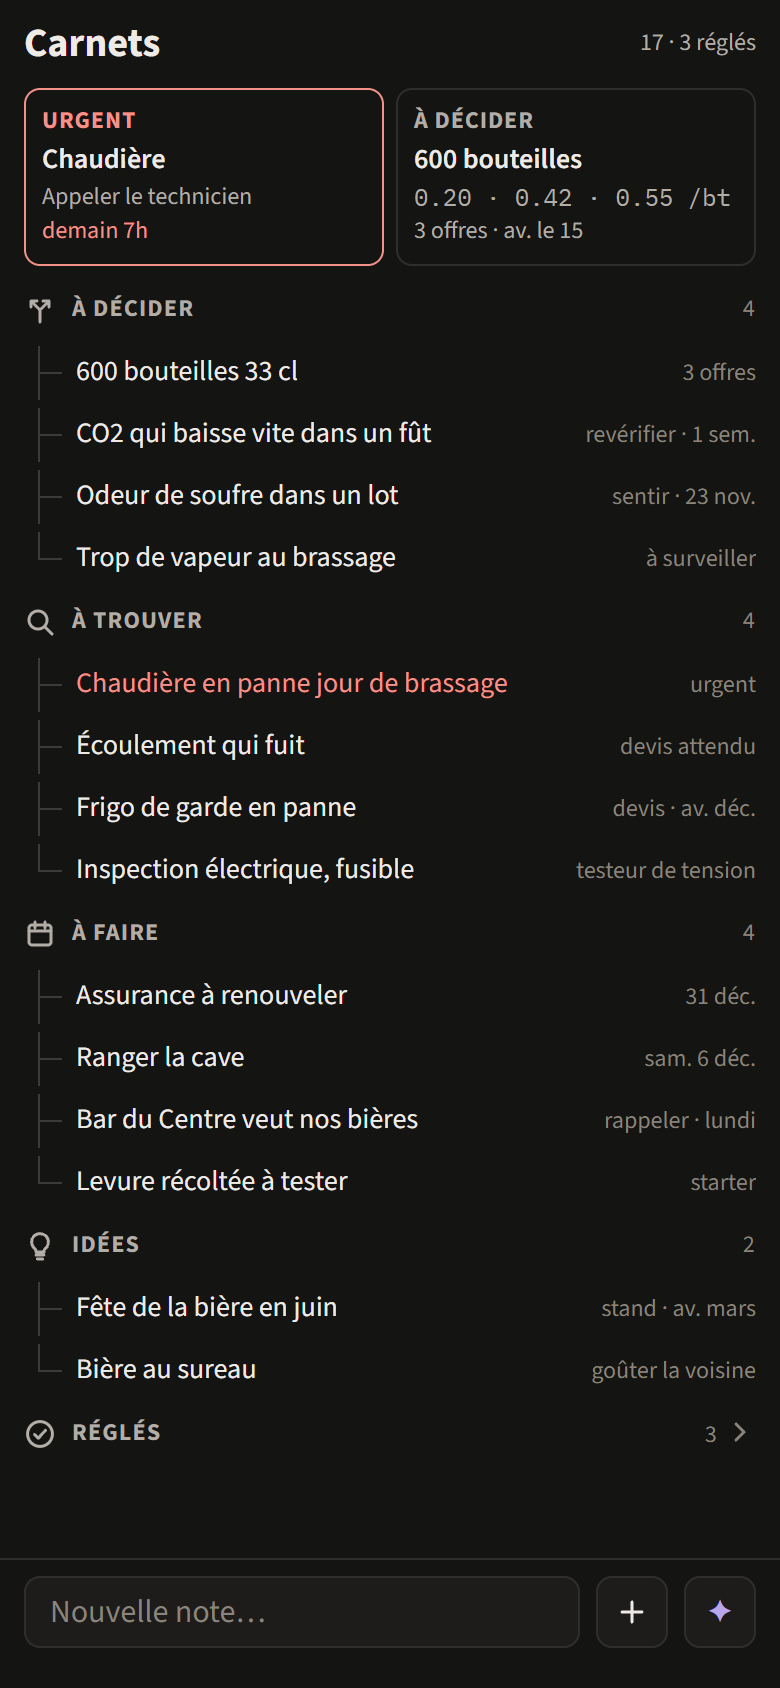 Carnets
17 · 3 réglés
URGENT
Chaudière
Appeler le technicien
demain 7h
À DÉCIDER
600 bouteilles
0.20 · 0.42 · 0.55 /bt
3 offres · av. le 15
À DÉCIDER 4
600 bouteilles 33 cl 3 offres
CO2 qui baisse vite dans un fût revérifier · 1 sem.
Odeur de soufre dans un lot sentir · 23 nov.
Trop de vapeur au brassage à surveiller
À TROUVER 4
Chaudière en panne jour de brassage urgent
Écoulement qui fuit devis attendu
Frigo de garde en panne devis · av. déc.
Inspection électrique, fusible testeur de tension
À FAIRE 4
Assurance à renouveler 31 déc.
Ranger la cave sam. 6 déc.
Bar du Centre veut nos bières rappeler · lundi
Levure récoltée à tester starter
IDÉES 2
Fête de la bière en juin stand · av. mars
Bière au sureau goûter la voisine
RÉGLÉS 3
Nouvelle note…